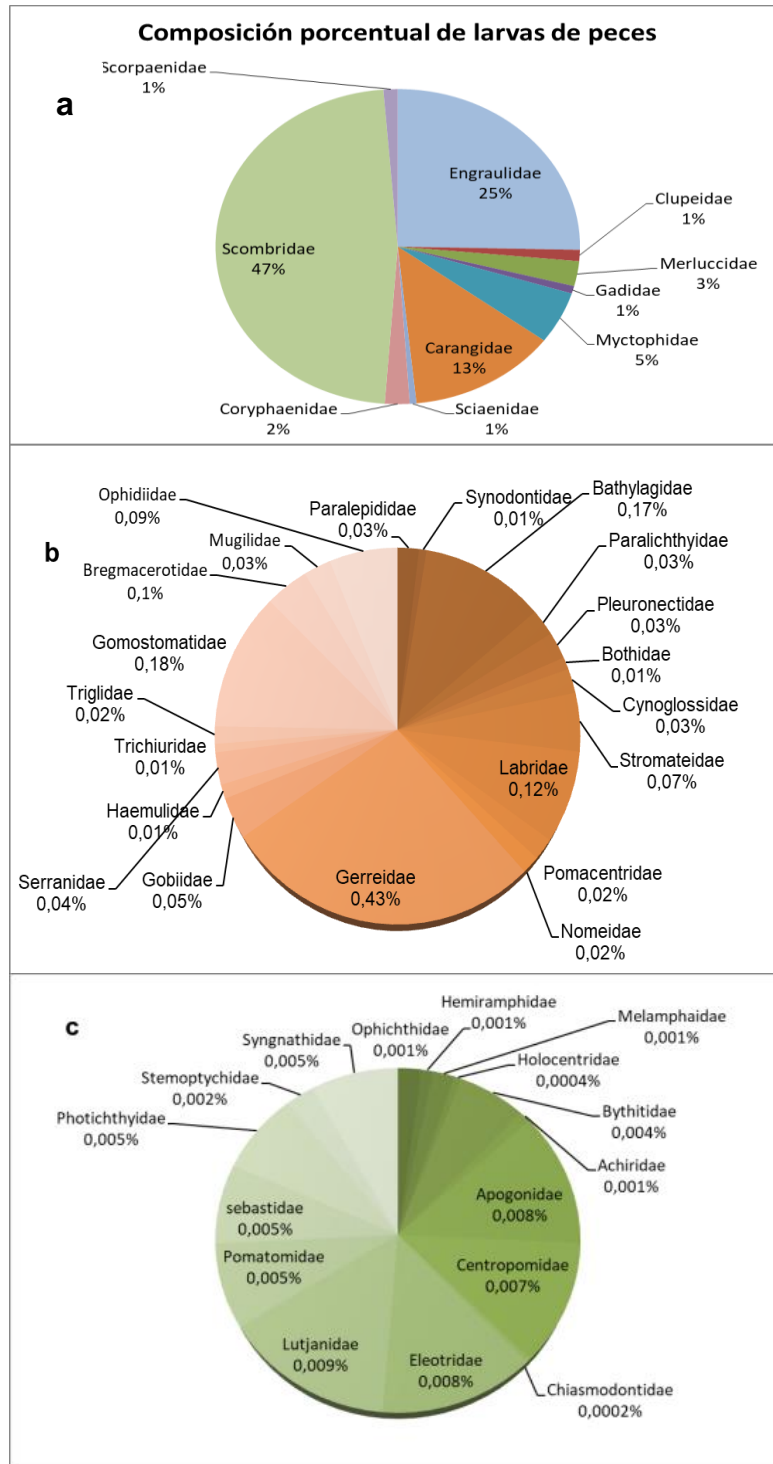 Composición porcentual de larvas de peces
a
Scorpaenidae
1%
Engraulidae
25%
Clupeidae
1%
Merluccidae
3%
Gadidae
1%
Myctophidae
5%
Carangidae
13%
Sciaenidae
1%
Coryphaenidae
2%
Scombridae
47%
b
Ophidiidae
0,09%
Paralepididae
0,03%
Synodontidae
0,01%
Bathylagidae
0,17%
Paralichthyidae
0,03%
Pleuronectidae
0,03%
Bothidae
0,01%
Cynoglossidae
0,03%
Stromateidae
0,07%
Labridae
0,12%
Pomacentridae
0,02%
Nomeidae
0,02%
Gerreidae
0,43%
Gobiidae
0,05%
Serranidae
0,04%
Haemulidae
0,01%
Trichiuridae
0,01%
Triglidae
0,02%
Gomostomatidae
0,18%
Bregmacerotidae
0,1%
Mugilidae
0,03%
c
Ophichthidae
0,001%
Hemiramphidae
0,001%
Melamphaidae
0,001%
Holocentridae
0,0004%
Bythitidae
0,004%
Achiridae
0,001%
Apogonidae
0,008%
Centropomidae
0,007%
Chiasmodontidae
0,0002%
Eleotridae
0,008%
Lutjanidae
0,009%
Pomatomidae
0,005%
sebastidae
0,005%
Photichthyidae
0,005%
Stemoptychidae
0,002%
Syngnathidae
0,005%